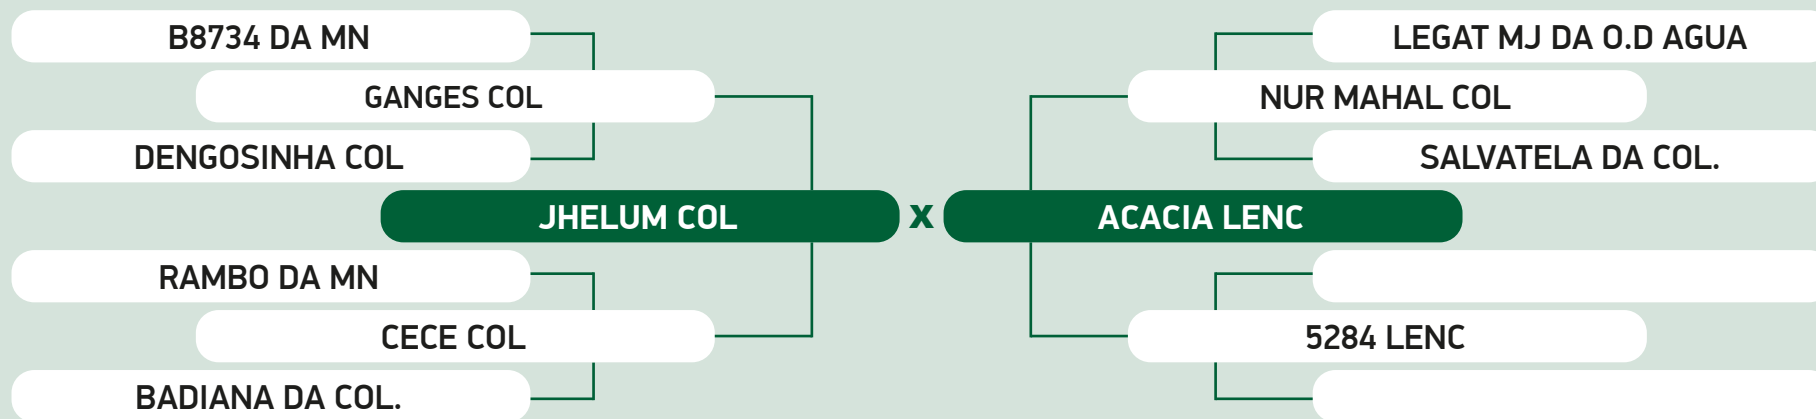 B8734 DA MN
LEGAT MJ DA O.D AGUA
GANGES COL
NUR MAHAL COL
DENGOSINHA COL
SALVATELA DA COL.
JHELUM COL
X
ACACIA LENC
RAMBO DA MN
CECE COL
5284 LENC
BADIANA DA COL.